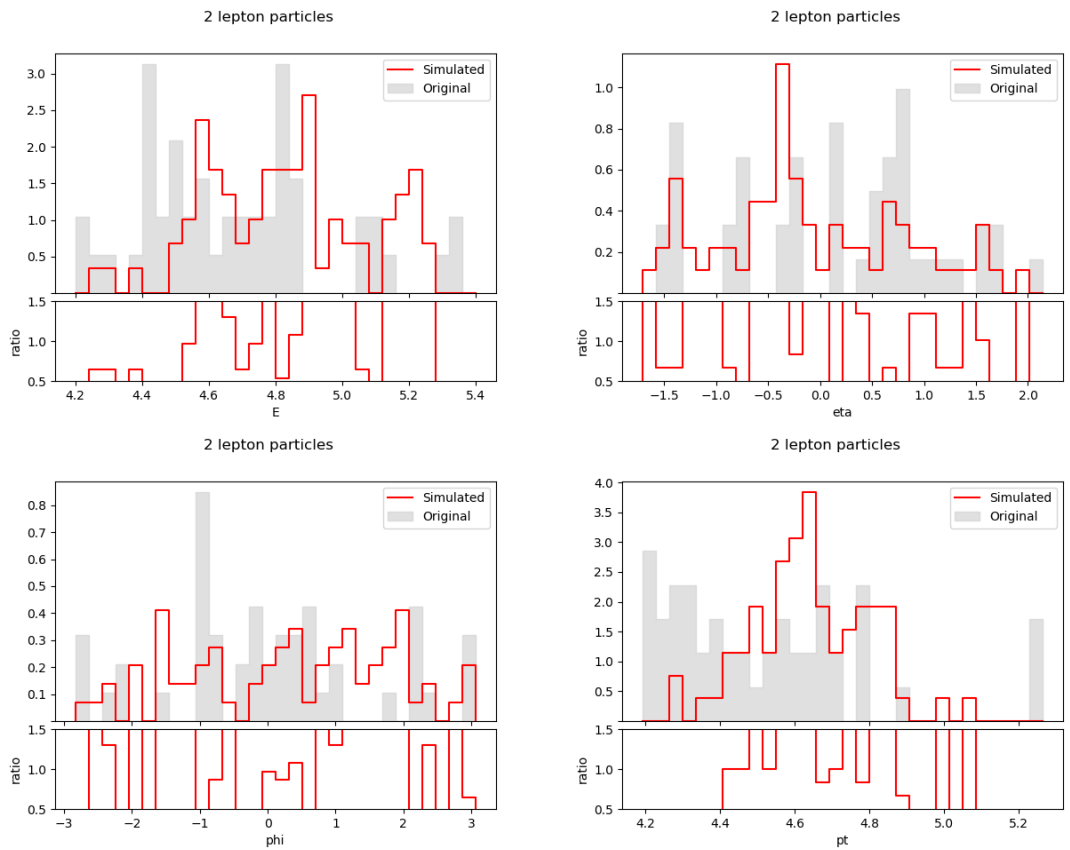 2 lepton particles
3.0
2.5
2.0
1.5
1.0
0.5
Simulated
Original
1.5
1.0
0.5
ratio
4.2 4.4 4.6 4.8 5.0 5.2 5.4
E
2 lepton particles
1.0
0.8
0.6
0.4
0.2
Simulated
Original
1.5
1.0
0.5
ratio
−1.5 −1.0 −0.5 0.0 0.5 1.0 1.5 2.0
eta
2 lepton particles
0.8
0.7
0.6
0.5
0.4
0.3
0.2
0.1
Simulated
Original
1.5
1.0
0.5
ratio
−3 −2 −1 0 1 2 3
phi
2 lepton particles
4.0
3.5
3.0
2.5
2.0
1.5
1.0
0.5
Simulated
Original
1.5
1.0
0.5
ratio
4.2 4.4 4.6 4.8 5.0 5.2
pt